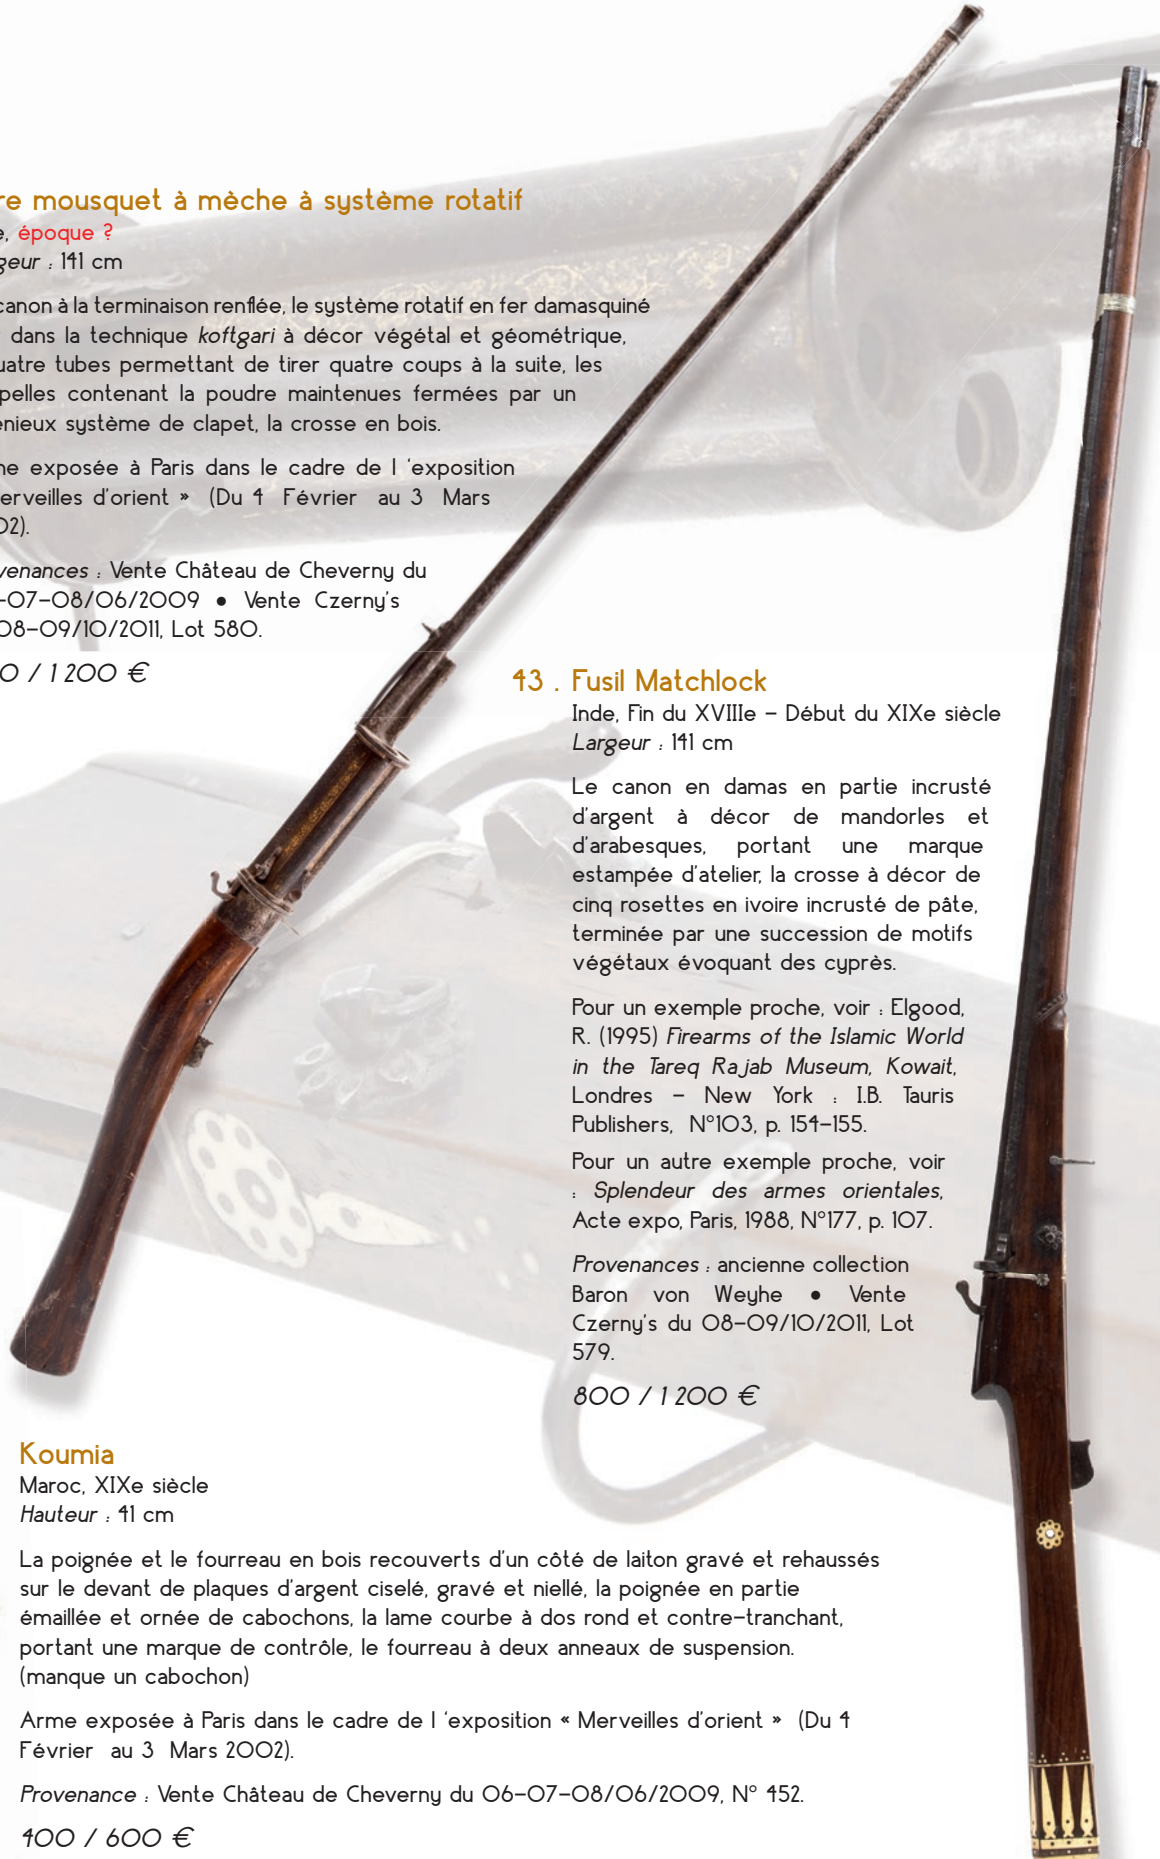 re mousquet à mèche à système rotatif
e, époque ?
geur : 141 cm
canon à la terminaison renflée, le système rotatif en fer damasquiné
dans la technique koftgari à décor végétal et géométrique,
uatre tubes permettant de tirer quatre coups à la suite, les
pelles contenant la poudre maintenues fermées par un
énieux système de clapet, la crosse en bois.
ne exposée à Paris dans le cadre de l ‘exposition
erveilles d’orient » (Du 4 Février au 3 Mars
02).
venances : Vente Château de Cheverny du
-07-08/06/2009 ● Vente Czerny’s
08-09/10/2011, Lot 580.
0 / 1 200 €
43 . Fusil Matchlock
Inde, Fin du XVIIIe – Début du XIXe siècle
Largeur : 141 cm
Le canon en damas en partie incrusté
d’argent à décor de mandorles et
d’arabesques, portant une marque
estampée d’atelier, la crosse à décor de
cinq rosettes en ivoire incrusté de pâte,
terminée par une succession de motifs
végétaux évoquant des cyprès.
Pour un exemple proche, voir : Elgood,
R. (1995) Firearms of the Islamic World
in the Tareq Rajab Museum, Kowait,
Londres – New York : I.B. Tauris
Publishers, N°103, p. 154-155.
Pour un autre exemple proche, voir
: Splendeur des armes orientales,
Acte expo, Paris, 1988, N°177, p. 107.
Provenances : ancienne collection
Baron von Weyhe ● Vente
Czerny’s du 08-09/10/2011, Lot
579.
800 / 1 200 €
Koumia
Maroc, XIXe siècle
Hauteur : 41 cm
La poignée et le fourreau en bois recouverts d’un côté de laiton gravé et rehaussés
sur le devant de plaques d’argent ciselé, gravé et niellé, la poignée en partie
émaillée et ornée de cabochons, la lame courbe à dos rond et contre-tranchant,
portant une marque de contrôle, le fourreau à deux anneaux de suspension.
(manque un cabochon)
Arme exposée à Paris dans le cadre de l ‘exposition « Merveilles d’orient » (Du 4
Février au 3 Mars 2002).
Provenance : Vente Château de Cheverny du 06-07-08/06/2009, N° 452.
400 / 600 €